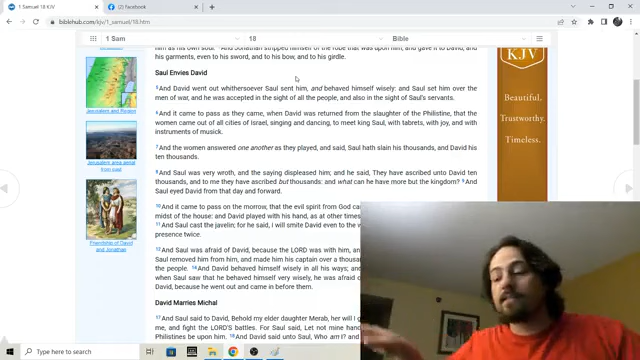 1 Samuel 18 KJV
(2) Facebook
biblehub.com/kjv/1_samuel/18.htm
1 Sam
18
Bible
him as his own soul. And Jonathan stripped himself of the robe that was upon him, and gave it to David, and
his garments, even to his sword, and to his bow, and to his girdle.
Saul Envies David
5And David went out whithersoever Saul sent him, and behaved himself wisely: and Saul set him over the
men of war, and he was accepted in the sight of all the people, and also in the sight of Saul's servants.
6And it came to pass as they came, when David was returned from the slaughter of the Philistine, that the
women came out of all cities of Israel, singing and dancing, to meet king Saul, with tabrets, with joy, and with
instruments of musick.
7And the women answered one another as they played, and said, Saul hath slain his thousands, and David his
ten thousands.
8And Saul was very wroth, and the saying displeased him; and he said, They have ascribed unto David ten
thousands, and to me they have ascribed but thousands: and what can he have more but the kingdom? 9And
Saul eyed David from that day and forward.
10And it came to pass on the morrow, that the evil spirit from God ca
midst of the house: and David played with his hand, as at other times
11And Saul cast the javelin; for he said, I will smite David even to the w
presence twice.
12And Saul was afraid of David, because the LORD was with him, an
Saul removed him from him, and made him his captain over a thousan
the people. 14And David behaved himself wisely in all his ways; and
when Saul saw that he behaved himself very wisely, he was afraid o
David, because he went out and came in before them.
David Marries Michal
17And Saul said to David, Behold my elder daughter Merab, her will I g
me, and fight the LORD's battles. For Saul said, Let not mine hand
Philistines be upon him. 18And David said unto Saul, Who am I? and
Jerusalem and Region
Jerusalem area aerial
from south
Friendship of David
and Jonathan
KJV
Beautiful.
Trustworthy.
Timeless.
Type here to search